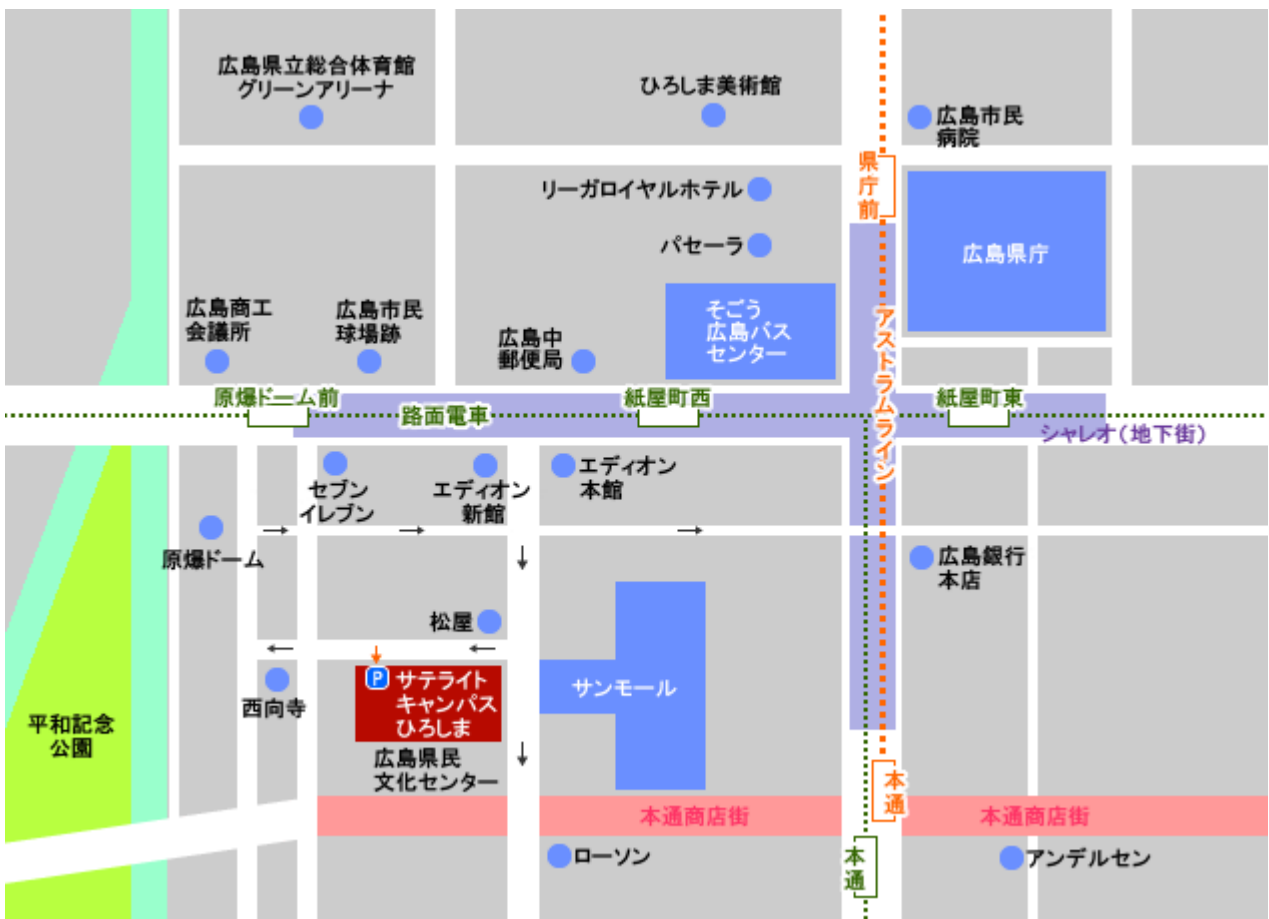 広島県立総合体育館
グリーンアリーナ
ひろしま美術館
広島市民
病院
県庁前
リーガロイヤルホテル
パセーラ
広島県庁
広島商工
会議所
広島市民
球場跡
広島中
郵便局
そごう
広島バス
センター
アストラムライン
原爆ドーム前
路面電車
紙屋町西
紙屋町東
シャレオ(地下街)
セブン
イレブン
エディオン
新館
エディオン
本館
原爆ドーム
広島銀行
本店
松屋
P
サテライト
キャンパス
ひろしま
サンモール
西向寺
平和記念
公園
広島県民
文化センター
本通
本通商店街
本通商店街
ローソン
本通
アンデルセン